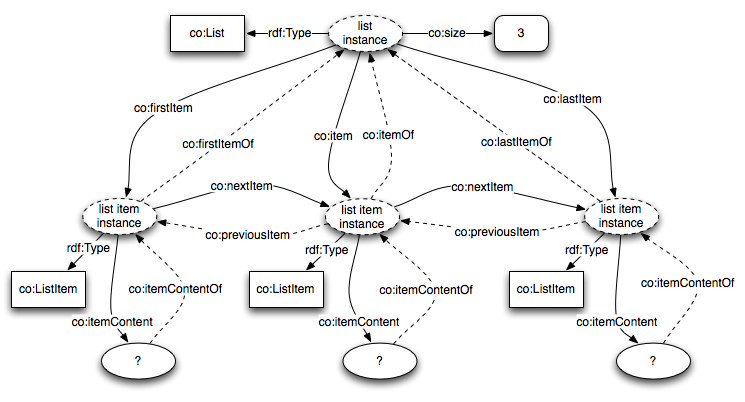 co:List
rdf:Type
list
instance
co:size
3
co:firstItem
co:lastItem
co:firstItemOf
co:item
co:itemOf
co:lastItemOf
co:nextItem
co:nextItem
list item
instance
list item
instance
list item
instance
co:previousItem
co:previousItem
rdf:Type
rdf:Type
rdf:Type
co:ListItem
co:itemContentOf
co:ListItem
co:itemContentOf
co:ListItem
co:itemContentOf
co:itemContent
co:itemContent
co:itemContent
?
?
?